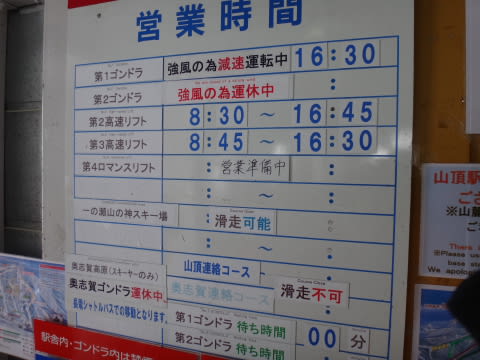 営業時間
第1ゴンドラ 強風の為減速運転中 16:30
第2ゴンドラ 強風の為運休中 :
第2高速リフト 8:30 ～ 16:45
第3高速リフト 8:45 ～ 16:30
第4ロマンスリフト : 営業準備中 :
: ～ :
一の瀬山の神スキー場 : 滑走可能 :
: ～ :
奥志賀高原(スキーヤーのみ) 山頂連絡コース
奥志賀ゴンドラ運休中、 奥志賀連絡コース 滑走不可
長電シャトルバスでの移動となります。 第1ゴンドラ 待ち時間 00分
第2ゴンドラ 待ち時間
駅舎内・ゴンドラ内は禁
山頂駅
ござ
※山麓
ござ
There
※Please
base sta
We apolo